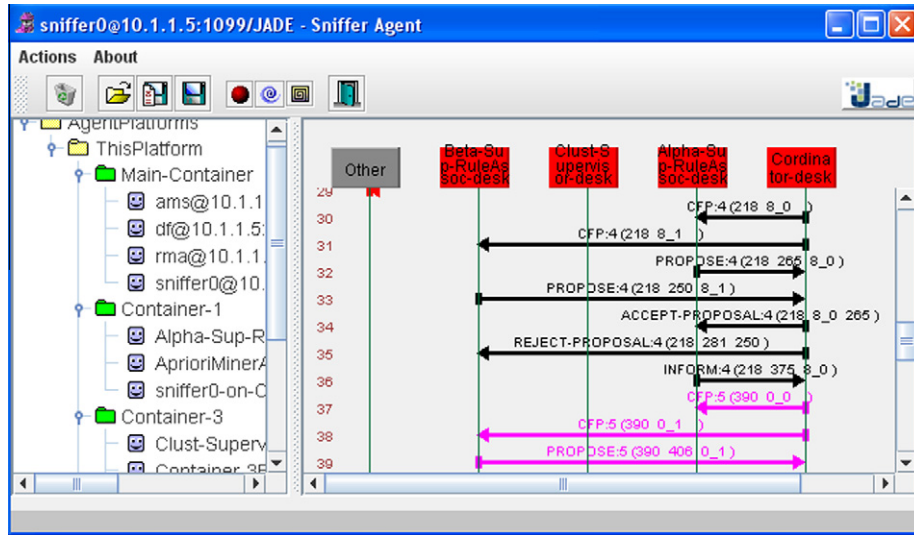 sniffer0@10.1.1.5:1099/JADE - Sniffer Agent
Actions About
Jade
AgentPlatforms
ThisPlatform
Main-Container
ams@10.1.1
df@10.1.1.5:
rma@10.1.1.
sniffer0@10.
Container-1
Alpha-Sup-R
AprioriMinerA
sniffer0-on-C
Container-3
Clust-Superv
Other
Beta-Su
p-RuleAs
soc-desk
Clust-S
upervis
or-desk
Alpha-Su
p-RuleAs
soc-desk
Cordina
tor-desk
29
30 CFP:4 (218 8_0 )
31 CFP:4 (218 8_1 )
32 PROPOSE:4 (218 265 8_0 )
33 PROPOSE:4 (218 250 8_1 )
34 ACCEPT-PROPOSAL:4 (218 8_0 265 )
35 REJECT-PROPOSAL:4 (218 281 250 )
36 INFORM:4 (218 375 8_0 )
37 CFP:5 (390 0_0 )
38 CFP:5 (390 0_1 )
39 PROPOSE:5 (390 406 0_1 )